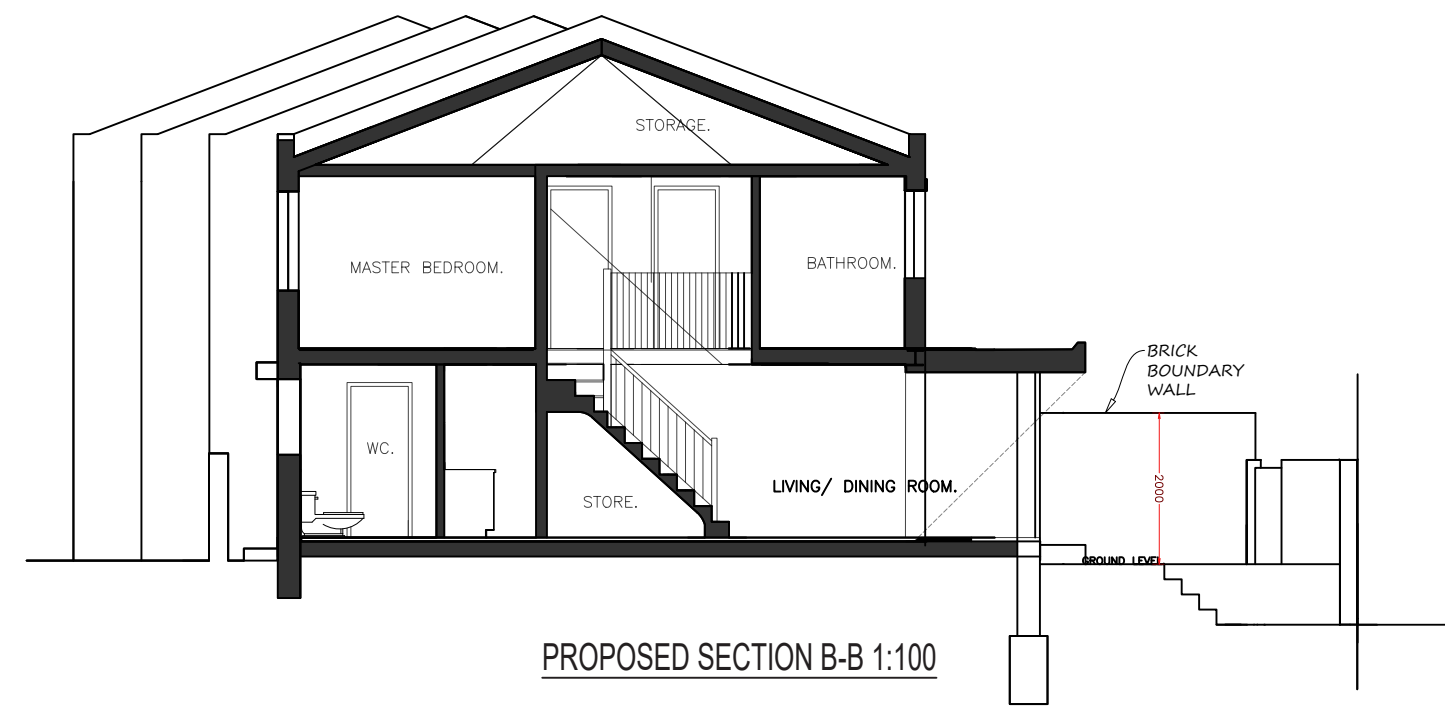 STORAGE.
MASTER BEDROOM.
BATHROOM.
BRICK
BOUNDARY
WALL
WC.
STORE.
LIVING/ DINING ROOM.
2000
GROUND LEVEL
PROPOSED SECTION B-B 1:100